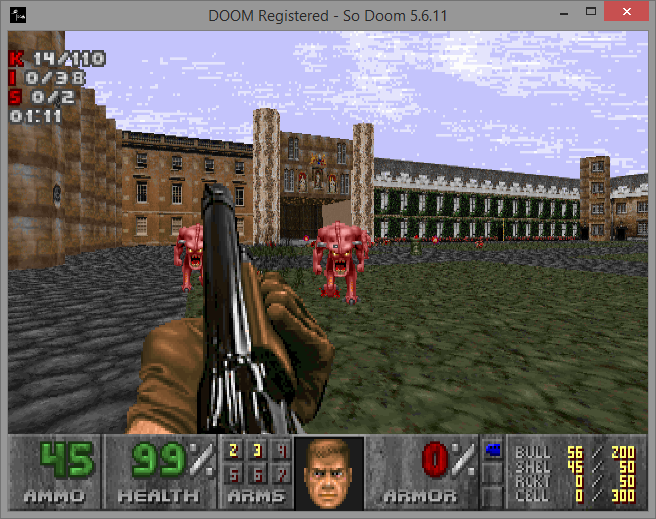 DOOM Registered - So Doom 5.6.11
K 14/110
I 0/38
S 0/2
01:11
45 99% 2 3 4 0% BULL 56 / 200
5 6 7 SHEL 45 / 50
RCKT 0 / 50
AMMO HEALTH ARMS ARMOR CELL 0 / 300